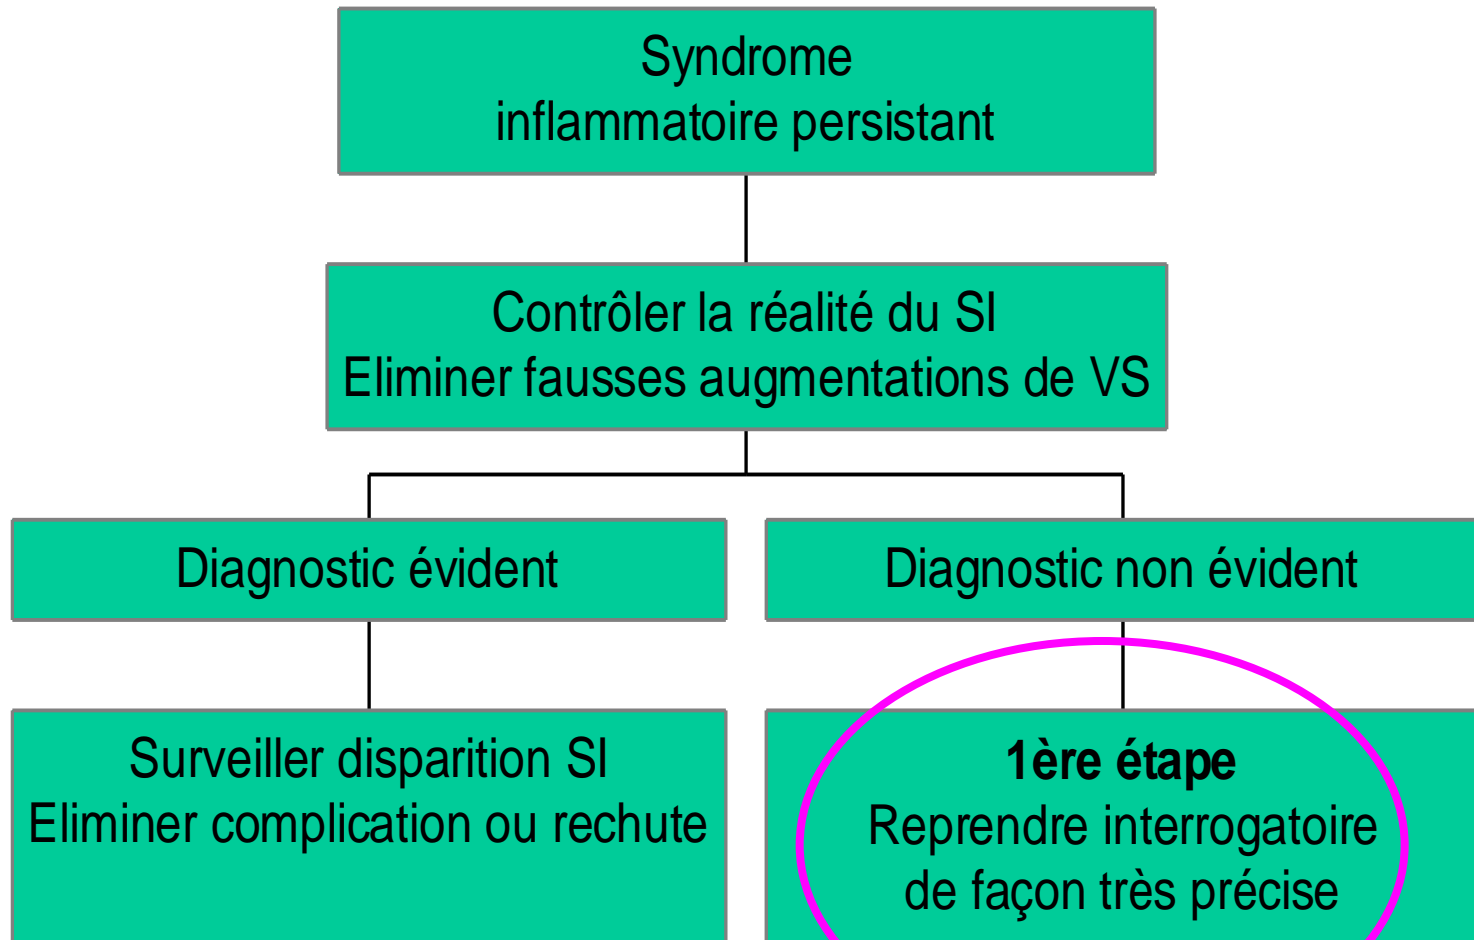 Syndrome
inflammatoire persistant
Contrôler la réalité du SI
Eliminer fausses augmentations de VS
Diagnostic évident
Diagnostic non évident
Surveiller disparition SI
Eliminer complication ou rechute
1ère étape
Reprendre interrogatoire
de façon très précise